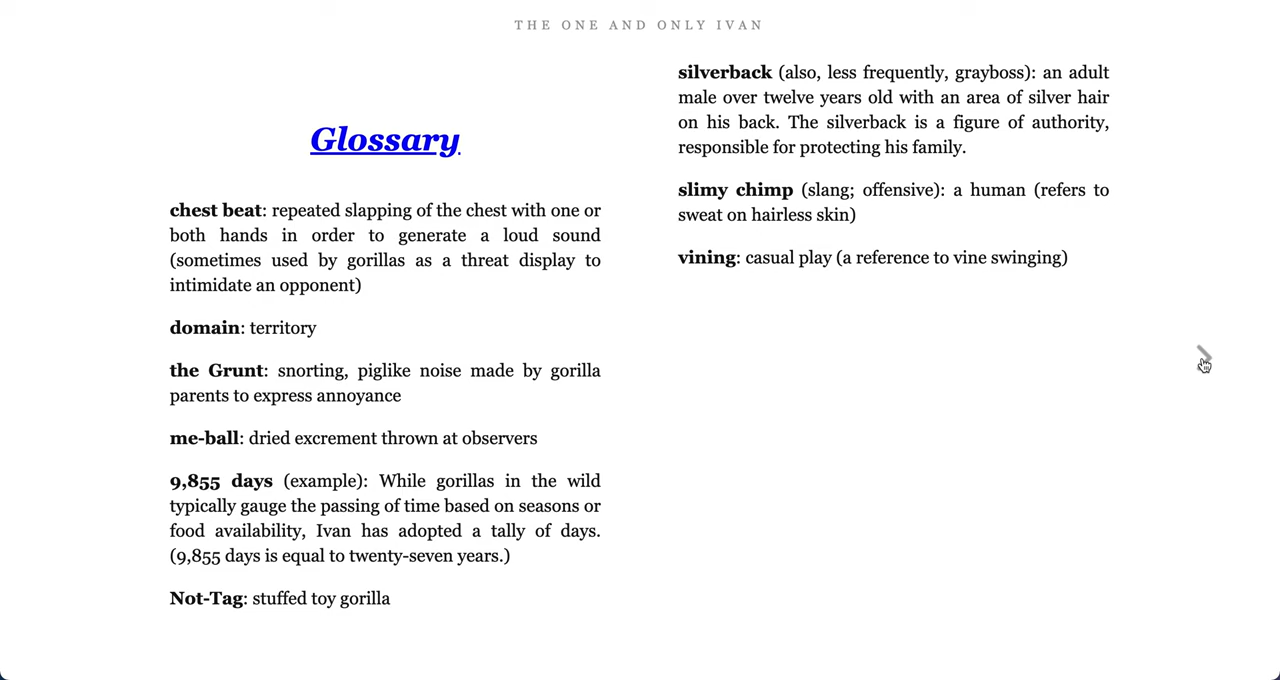 THE ONE AND ONLY IVAN
Glossary
chest beat: repeated slapping of the chest with one or
both hands in order to generate a loud sound
(sometimes used by gorillas as a threat display to
intimidate an opponent)
domain: territory
the Grunt: snorting, piglike noise made by gorilla
parents to express annoyance
me-ball: dried excrement thrown at observers
9,855 days (example): While gorillas in the wild
typically gauge the passing of time based on seasons or
food availability, Ivan has adopted a tally of days.
(9,855 days is equal to twenty-seven years.)
Not-Tag: stuffed toy gorilla
silverback (also, less frequently, grayboss): an adult
male over twelve years old with an area of silver hair
on his back. The silverback is a figure of authority,
responsible for protecting his family.
slimy chimp (slang; offensive): a human (refers to
sweat on hairless skin)
vining: casual play (a reference to vine swinging)